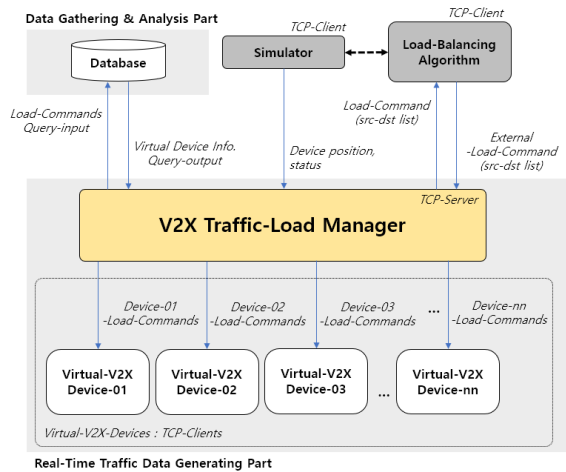 Data Gathering & Analysis Part
TCP-Client
TCP-Client
Database
Simulator
Load-Balancing
Algorithm
Load-Commands
Query-input
Virtual Device Info.
Query-output
Device position,
status
Load-Command
(src-dst list)
External
-Load-Command
(src-dst list)
TCP-Server
V2X Traffic-Load Manager
Device-01
-Load-Commands
Device-02
-Load-Commands
Device-03
-Load-Commands
...
Device-nn
-Load-Commands
Virtual-V2X
Device-01
Virtual-V2X
Device-02
Virtual-V2X
Device-03
...
Virtual-V2X
Device-nn
Virtual-V2X-Devices : TCP-Clients
Real-Time Traffic Data Generating Part